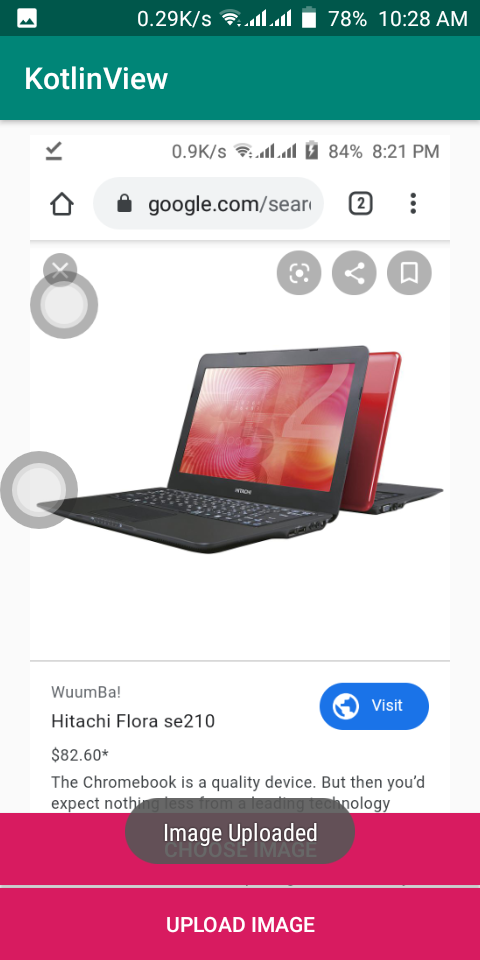 0.29K/s 78% 10:28 AM
KotlinView
0.9K/s 84% 8:21 PM
google.com/sear
2
HITACHI
WuumBa!
Hitachi Flora se210
Visit
$82.60*
The Chromebook is a quality device. But then you'd
expect nothing less from a leading technology
Image Uploaded
CHOOSE IMAGE
UPLOAD IMAGE